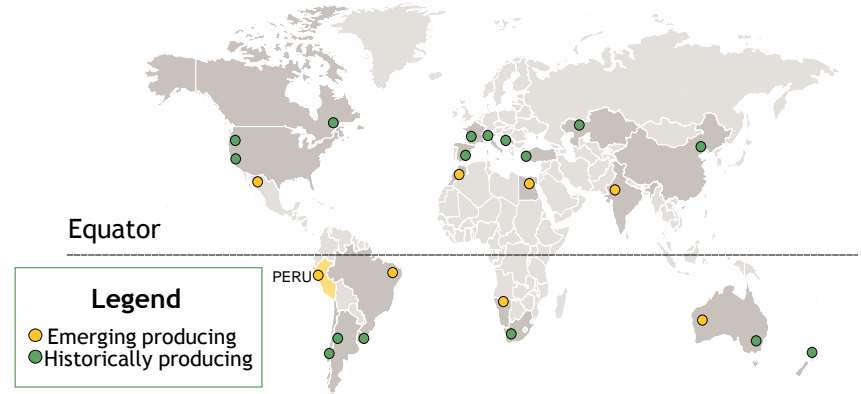 Equator
PERU
Legend
Emerging producing
Historically producing